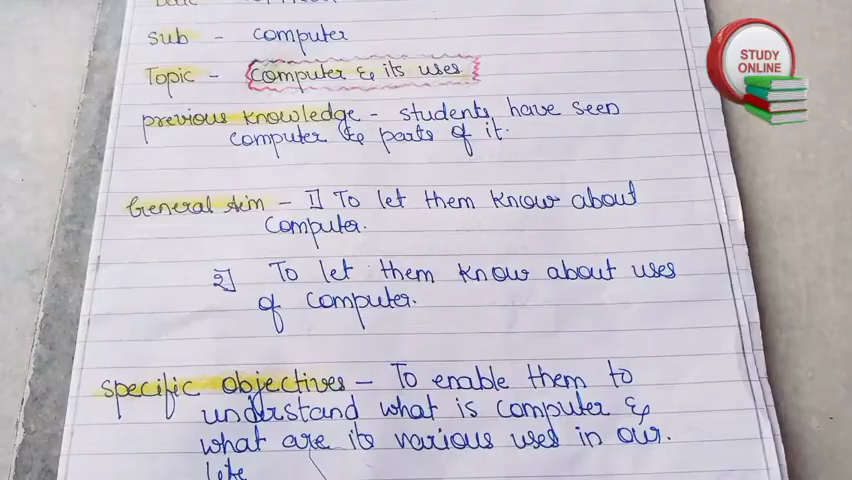 Date
Sub - Computer
STUDY
ONLINE
Topic - Computer & its uses
previous knowledge - students have seen
computer & parts of it.
General Aim - 1] To let them know about
Computer.
2] To let them know about uses
of computer.
Specific objectives - To enable them to
understand what is computer &
what are its various uses in our
life